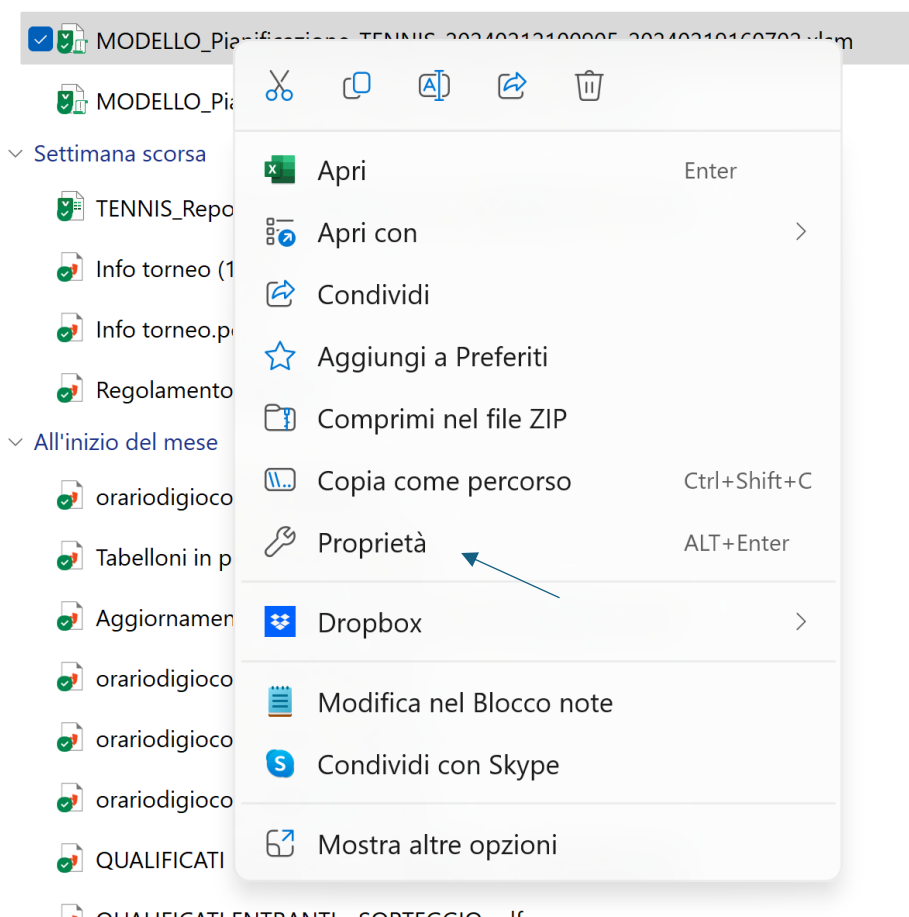 MODELLO_Pianificazione_TENNIS_20240212100905_20240219160702.xlsm
MODELLO_Pia
Settimana scorsa
TENNIS_Repo
Info torneo (1
Info torneo.p
Regolamento
All'inizio del mese
orariodigioco
Tabelloni in p
Aggiornamen
orariodigioco
orariodigioco
orariodigioco
QUALIFICATI
Apri Enter
Apri con
Condividi
Aggiungi a Preferiti
Comprimi nel file ZIP
Copia come percorso Ctrl+Shift+C
Proprietà ALT+Enter
Dropbox
Modifica nel Blocco note
Condividi con Skype
Mostra altre opzioni
QUALIFICATI ENTRANTI